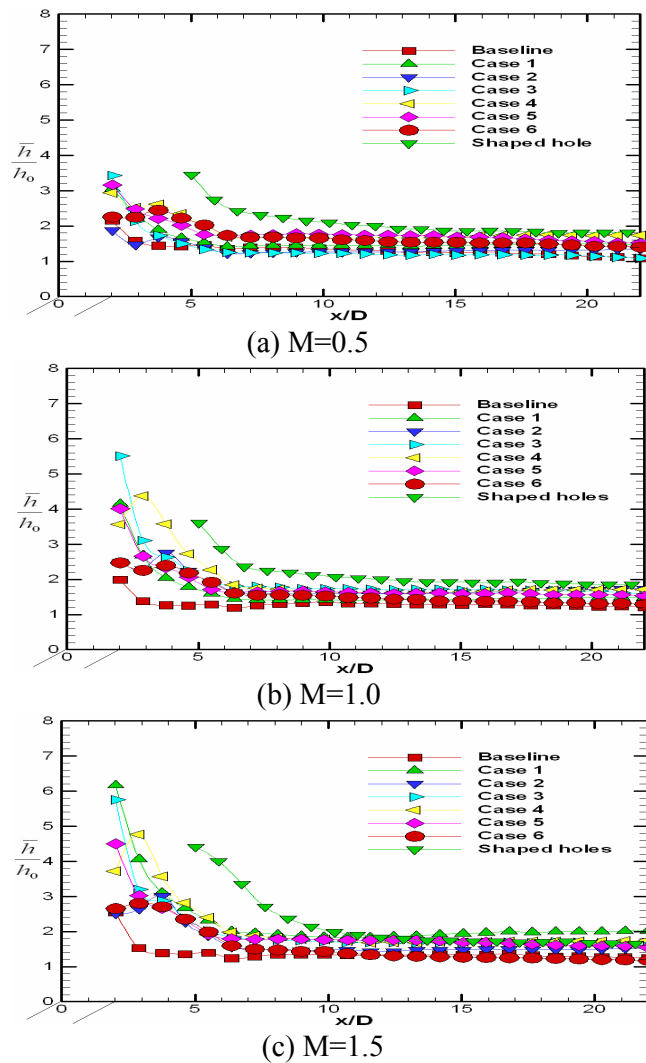 8
7
6
5
4
3
2
1
0
h
h₀
Baseline
Case 1
Case 2
Case 3
Case 4
Case 5
Case 6
Shaped hole
0
5
10
15
20
x/D
(a) M=0.5
8
7
6
5
4
3
2
1
0
h
h₀
Baseline
Case 1
Case 2
Case 3
Case 4
Case 5
Case 6
Shaped holes
0
5
10
15
20
x/D
(b) M=1.0
8
7
6
5
4
3
2
1
0
h
h₀
Baseline
Case 1
Case 2
Case 3
Case 4
Case 5
Case 6
Shaped holes
0
5
10
15
20
x/D
(c) M=1.5